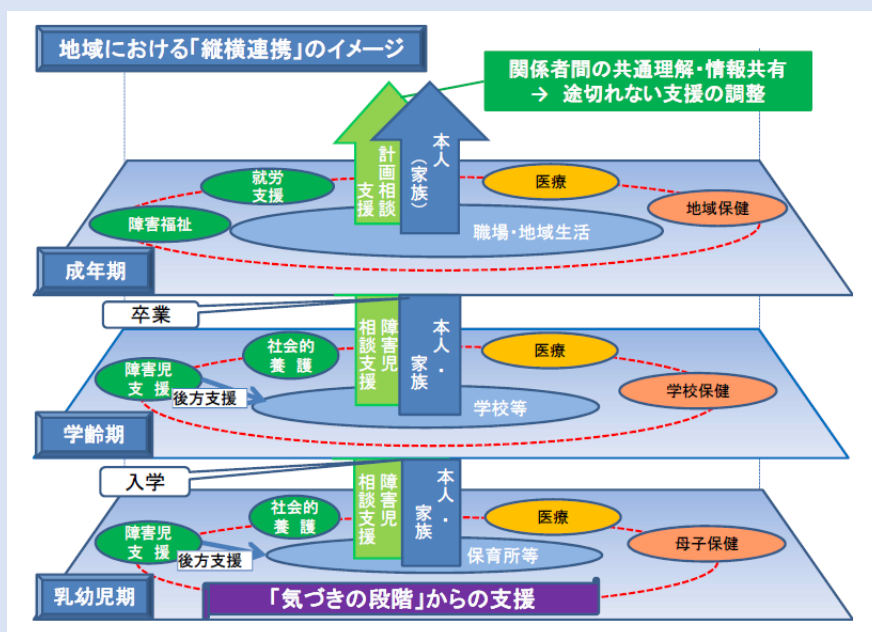 地域における「縦横連携」のイメージ
関係者間の共通理解・情報共有
→ 途切れない支援の調整
本人
（家族）
計画相談
支援
就労
支援
医療
障害福祉
地域保健
職場・地域生活
成年期
卒業
本人・
家族
障害児
相談支援
社会的
養護
医療
障害児
支援
後方支援
学校等
学校保健
学齢期
入学
本人・
家族
障害児
相談支援
社会的
養護
医療
障害児
支援
後方支援
保育所等
母子保健
乳幼児期
「気づきの段階」からの支援